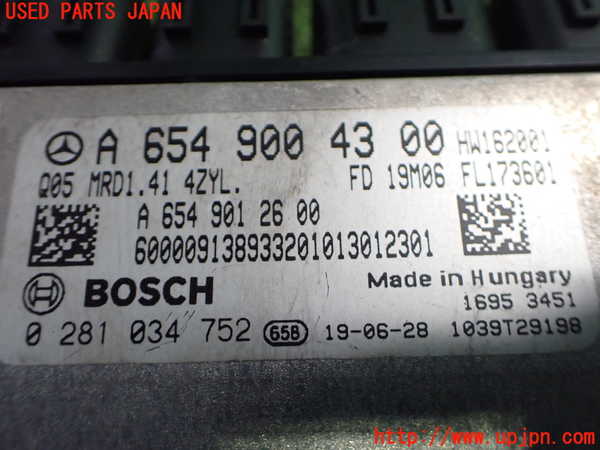 USED PARTS JAPAN
A 654 900 43 00 HW162001
Q05 MRD1.41 4ZYL. FD 19M06 FL173601
A 654 901 26 00
600009138933201013012301
BOSCH Made in Hungary
1695 3451
0 281 034 752 65B 19-06-28 1039T29198
http://www.upjpn.com/